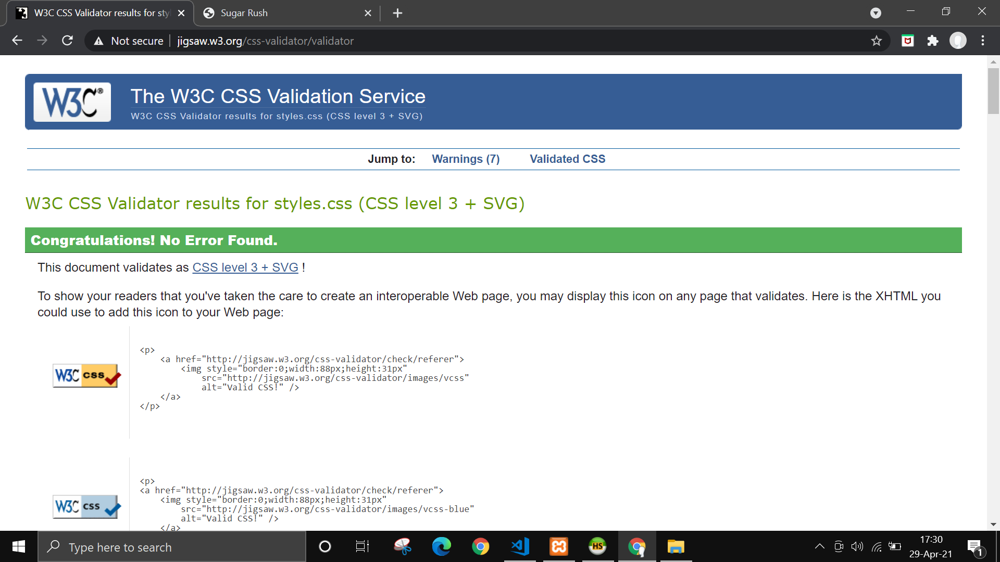 W3C CSS Validator results for sty
Sugar Rush
Not secure
jigsaw.w3.org/css-validator/validator
W3C®
The W3C CSS Validation Service
W3C CSS Validator results for styles.css (CSS level 3 + SVG)
Jump to: Warnings (7) Validated CSS
W3C CSS Validator results for styles.css (CSS level 3 + SVG)
Congratulations! No Error Found.
This document validates as CSS level 3 + SVG !
To show your readers that you've taken the care to create an interoperable Web page, you may display this icon on any page that validates. Here is the XHTML you
could use to add this icon to your Web page:
W3C css
<p>
<a href="http://jigsaw.w3.org/css-validator/check/referer">
<img style="border:0;width:88px;height:31px"
src="http://jigsaw.w3.org/css-validator/images/vcss"
alt="Valid CSS!" />
</a>
</p>
W3C css
<p>
<a href="http://jigsaw.w3.org/css-validator/check/referer">
<img style="border:0;width:88px;height:31px"
src="http://jigsaw.w3.org/css-validator/images/vcss-blue"
alt="Valid CSS!" />
</a>
Type here to search
HS
17:30
29-Apr-21
1